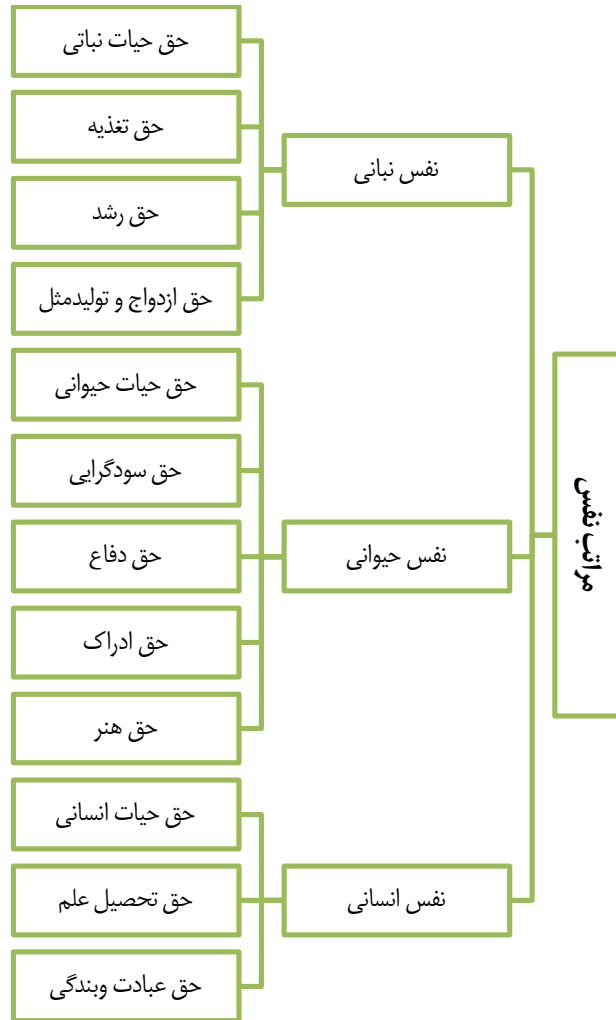 مراتب نفس
نفس نبانی
حق حیات نباتی
حق تغذیه
حق رشد
حق ازدواج و تولیدمثل
نفس حیوانی
حق حیات حیوانی
حق سودگرایی
حق دفاع
حق ادراک
حق هنر
نفس انسانی
حق حیات انسانی
حق تحصیل علم
حق عبادت وبندگی